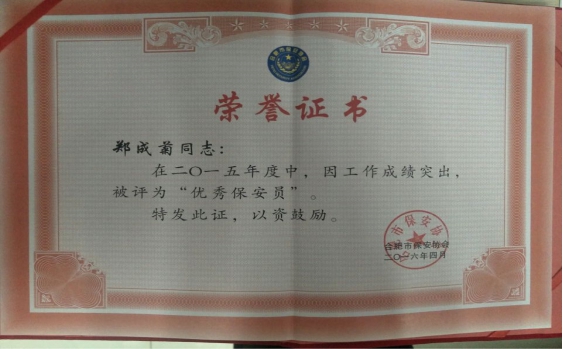 荣誉证书
郑成菊同志：
在二〇一五年度中，因工作成绩突出，
被评为“优秀保安员”。
特发此证，以资鼓励。
合肥市保安协会
二〇一六年四月